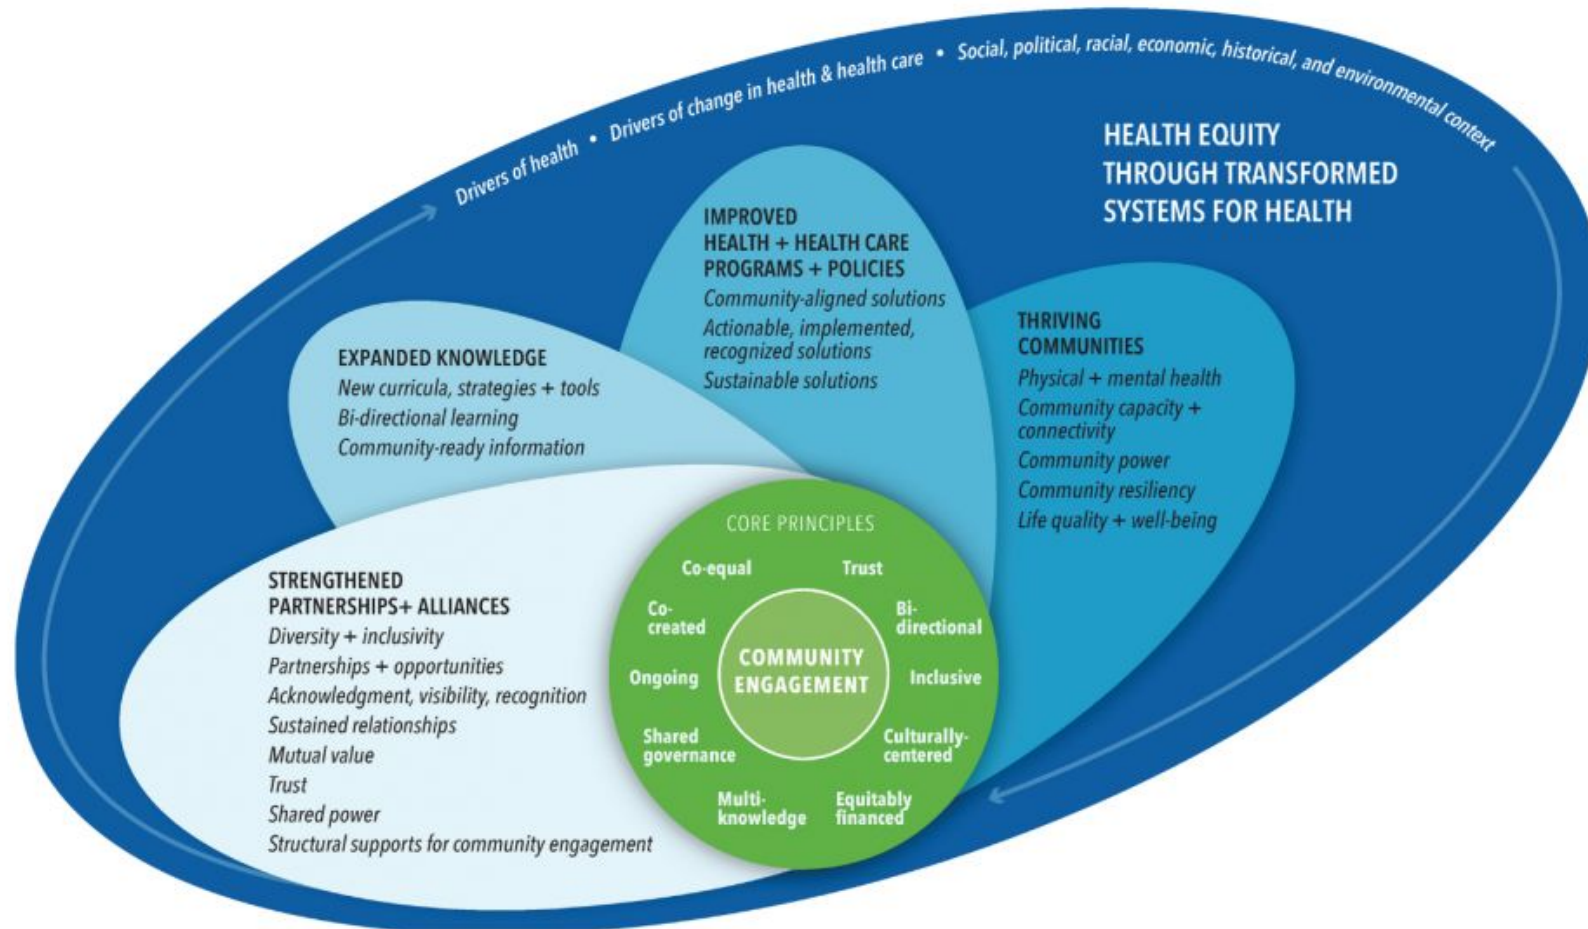 Drivers of health • Drivers of change in health & health care • Social, political, racial, economic, historical, and environmental context
HEALTH EQUITY
THROUGH TRANSFORMED
SYSTEMS FOR HEALTH
IMPROVED
HEALTH + HEALTH CARE
PROGRAMS + POLICIES
Community-aligned solutions
Actionable, implemented,
recognized solutions
Sustainable solutions
THRIVING
COMMUNITIES
Physical + mental health
Community capacity +
connectivity
Community power
Community resiliency
Life quality + well-being
EXPANDED KNOWLEDGE
New curricula, strategies + tools
Bi-directional learning
Community-ready information
STRENGTHENED
PARTNERSHIPS+ ALLIANCES
Diversity + inclusivity
Partnerships + opportunities
Acknowledgment, visibility, recognition
Sustained relationships
Mutual value
Trust
Shared power
Structural supports for community engagement
CORE PRINCIPLES
Co-equal
Trust
Co-
created
Bi-
directional
Ongoing
COMMUNITY
ENGAGEMENT
Inclusive
Shared
governance
Culturally-
centered
Multi-
knowledge
Equitably
financed